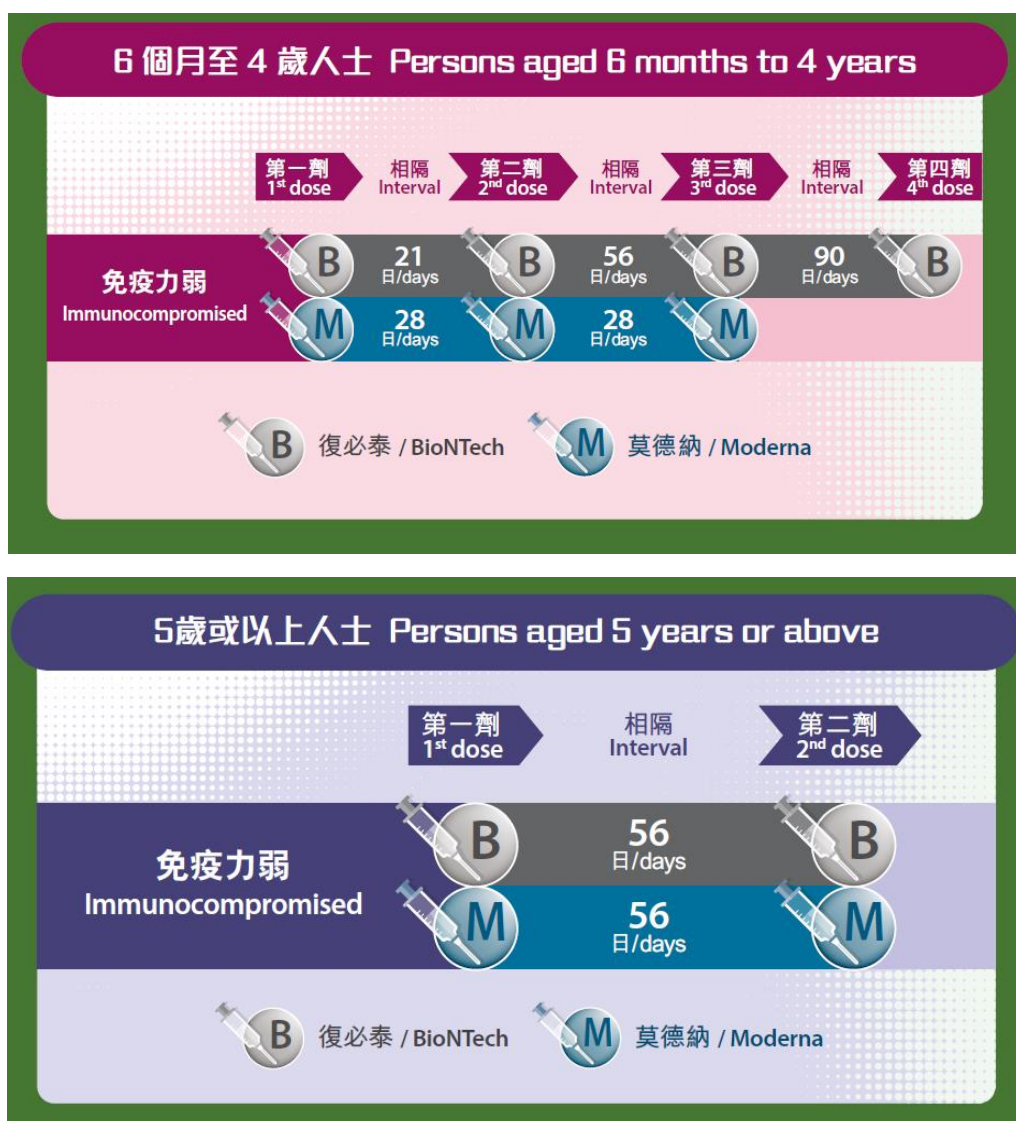 6 個月至 4 歲人士 Persons aged 6 months to 4 years
第一劑 相隔 第二劑 相隔 第三劑 相隔 第四劑
1st dose Interval 2nd dose Interval 3rd dose Interval 4th dose
免疫力弱
Immunocompromised
B 21 B 56 B 90 B
日/days 日/days 日/days
M 28 M 28 M
日/days 日/days
B 復必泰 / BioNTech M 莫德納 / Moderna
5歲或以上人士 Persons aged 5 years or above
第一劑 相隔 第二劑
1st dose Interval 2nd dose
免疫力弱
Immunocompromised
B 56 B
日/days
M 56 M
日/days
B 復必泰 / BioNTech M 莫德納 / Moderna